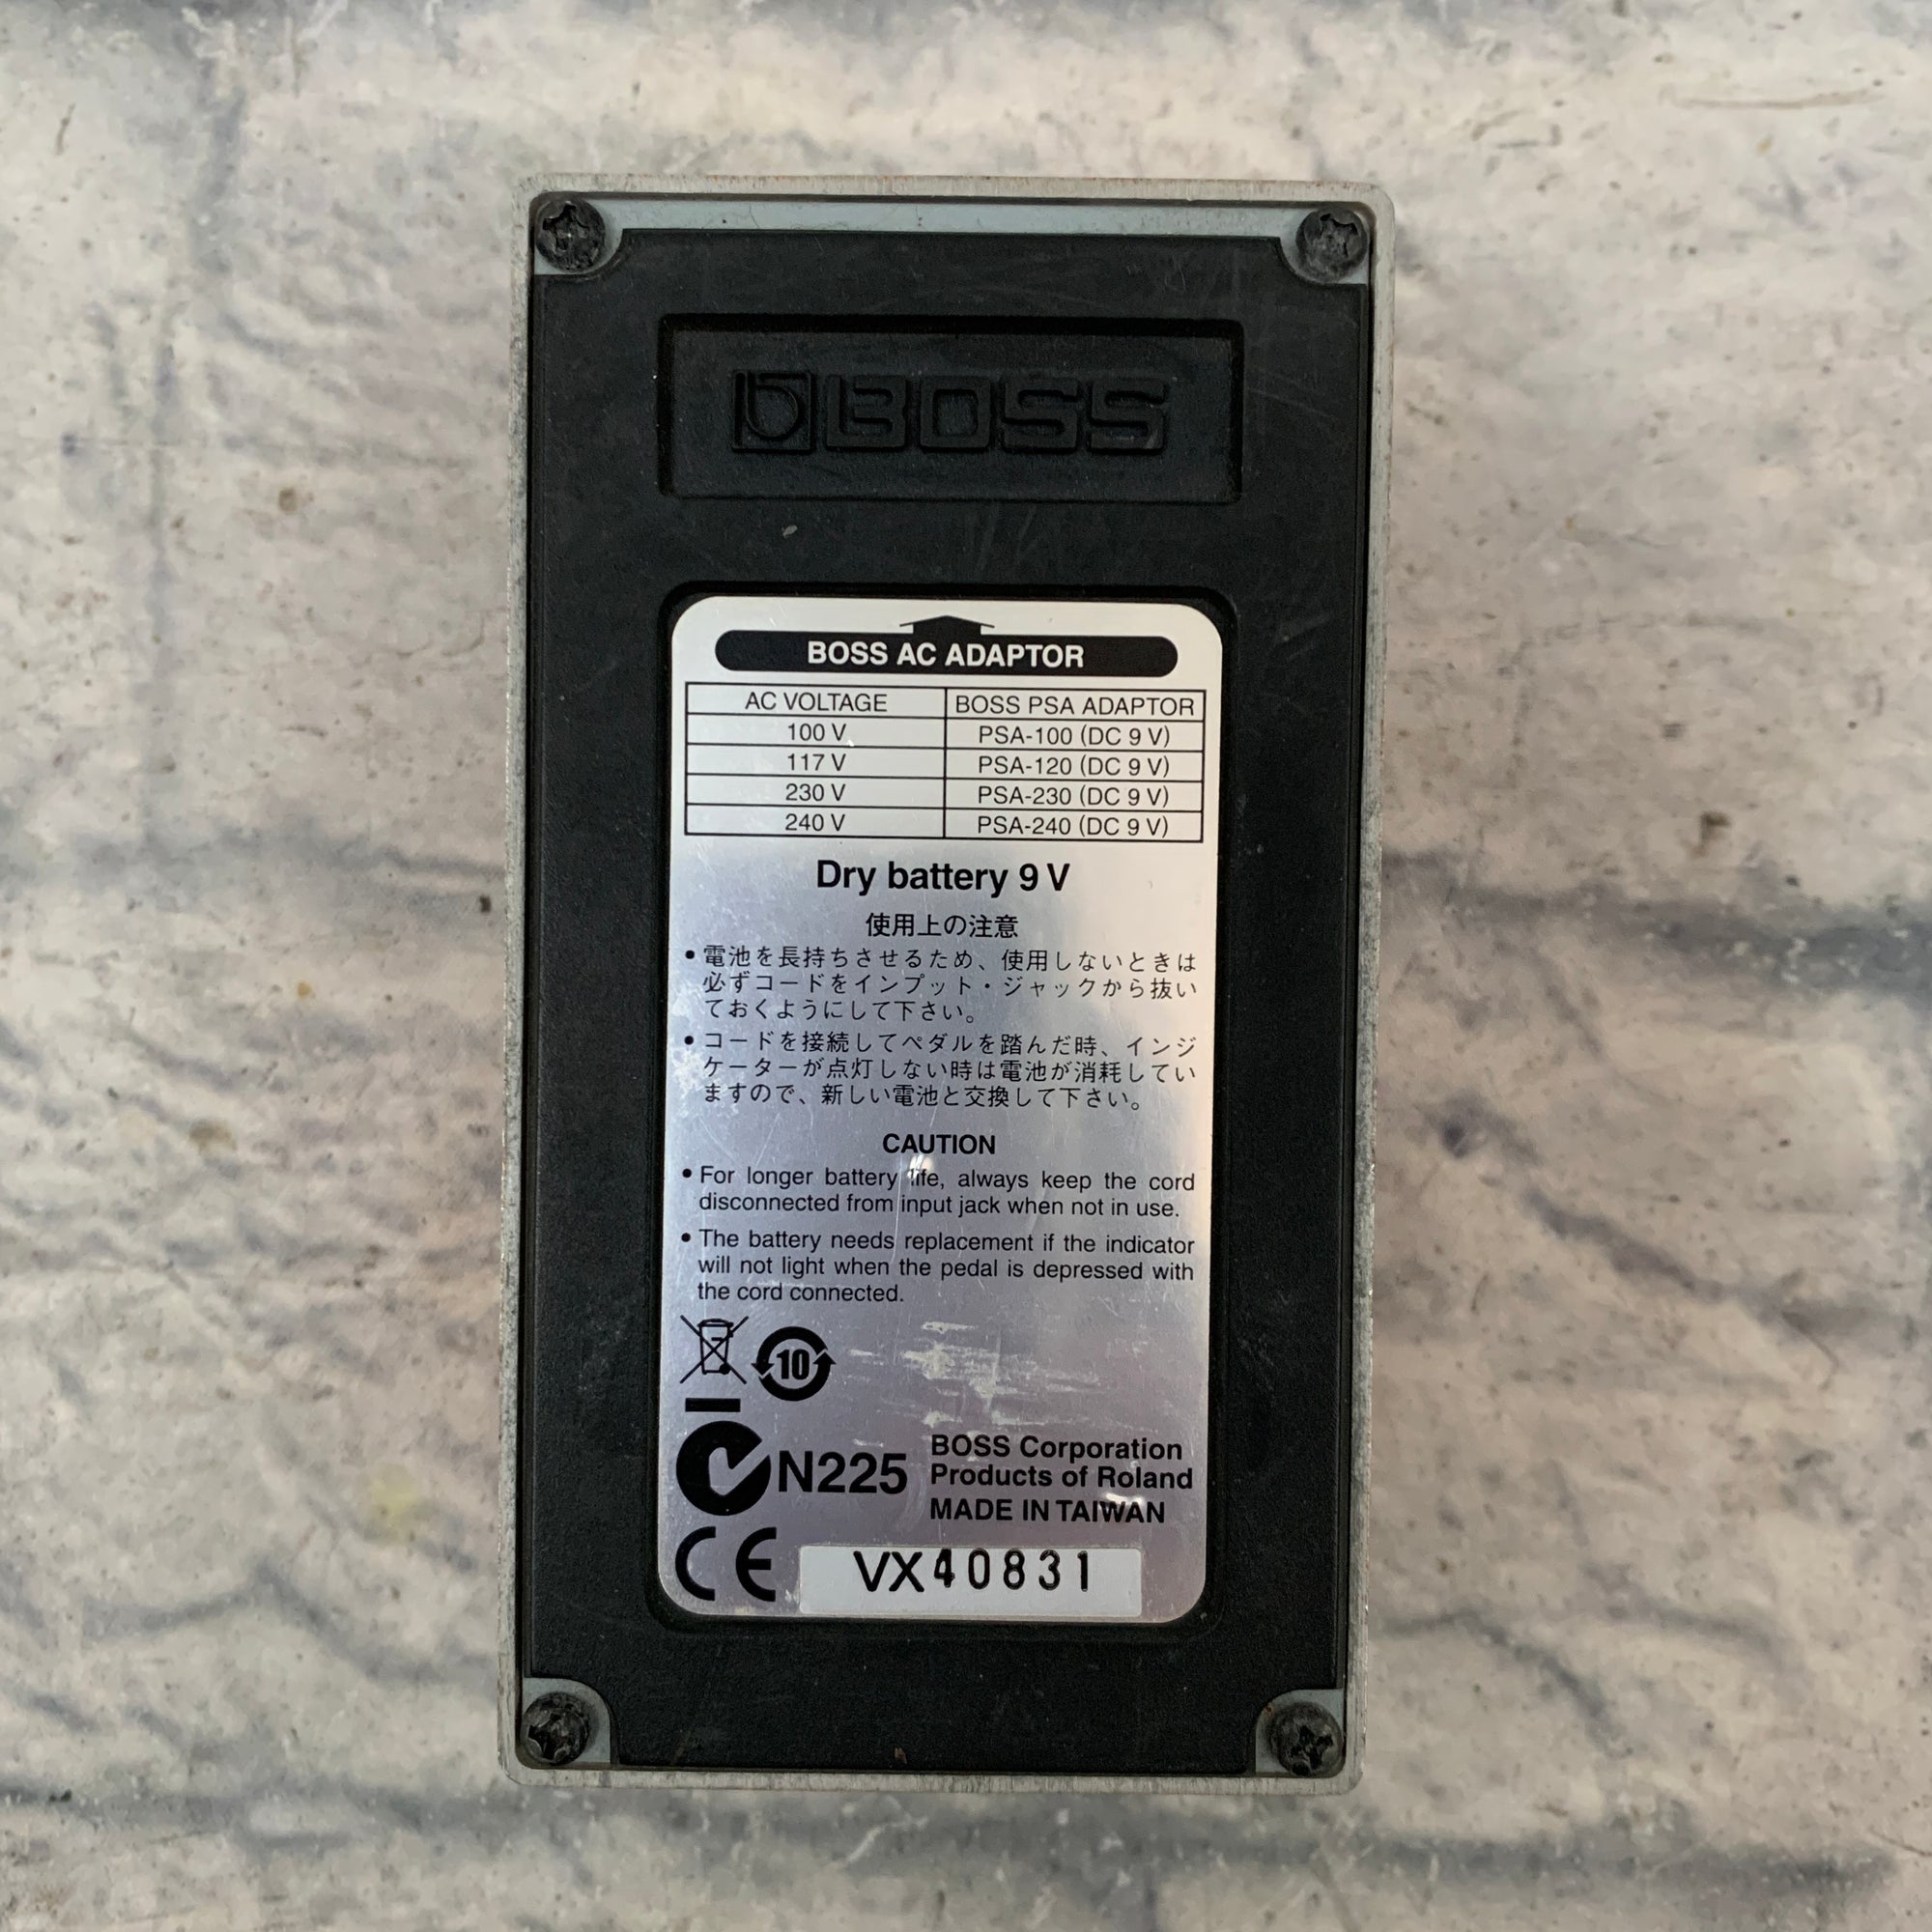 BOSS
BOSS AC ADAPTOR
AC VOLTAGE BOSS PSA ADAPTOR
100 V PSA-100 (DC 9 V)
117 V PSA-120 (DC 9 V)
230 V PSA-230 (DC 9 V)
240 V PSA-240 (DC 9 V)
Dry battery 9 V
使用上の注意
• 電池を長持ちさせるため、使用しないときは
必ずコードをインプット・ジャックから抜い
ておくようにして下さい。
• コードを接続してペダルを踏んだ時、インジ
ケーターが点灯しない時は電池が消耗してい
ますので、新しい電池と交換して下さい。
CAUTION
• For longer battery life, always keep the cord
disconnected from input jack when not in use.
• The battery needs replacement if the indicator
will not light when the pedal is depressed with
the cord connected.
10
N225
BOSS Corporation
Products of Roland
MADE IN TAIWAN
CE
VX40831